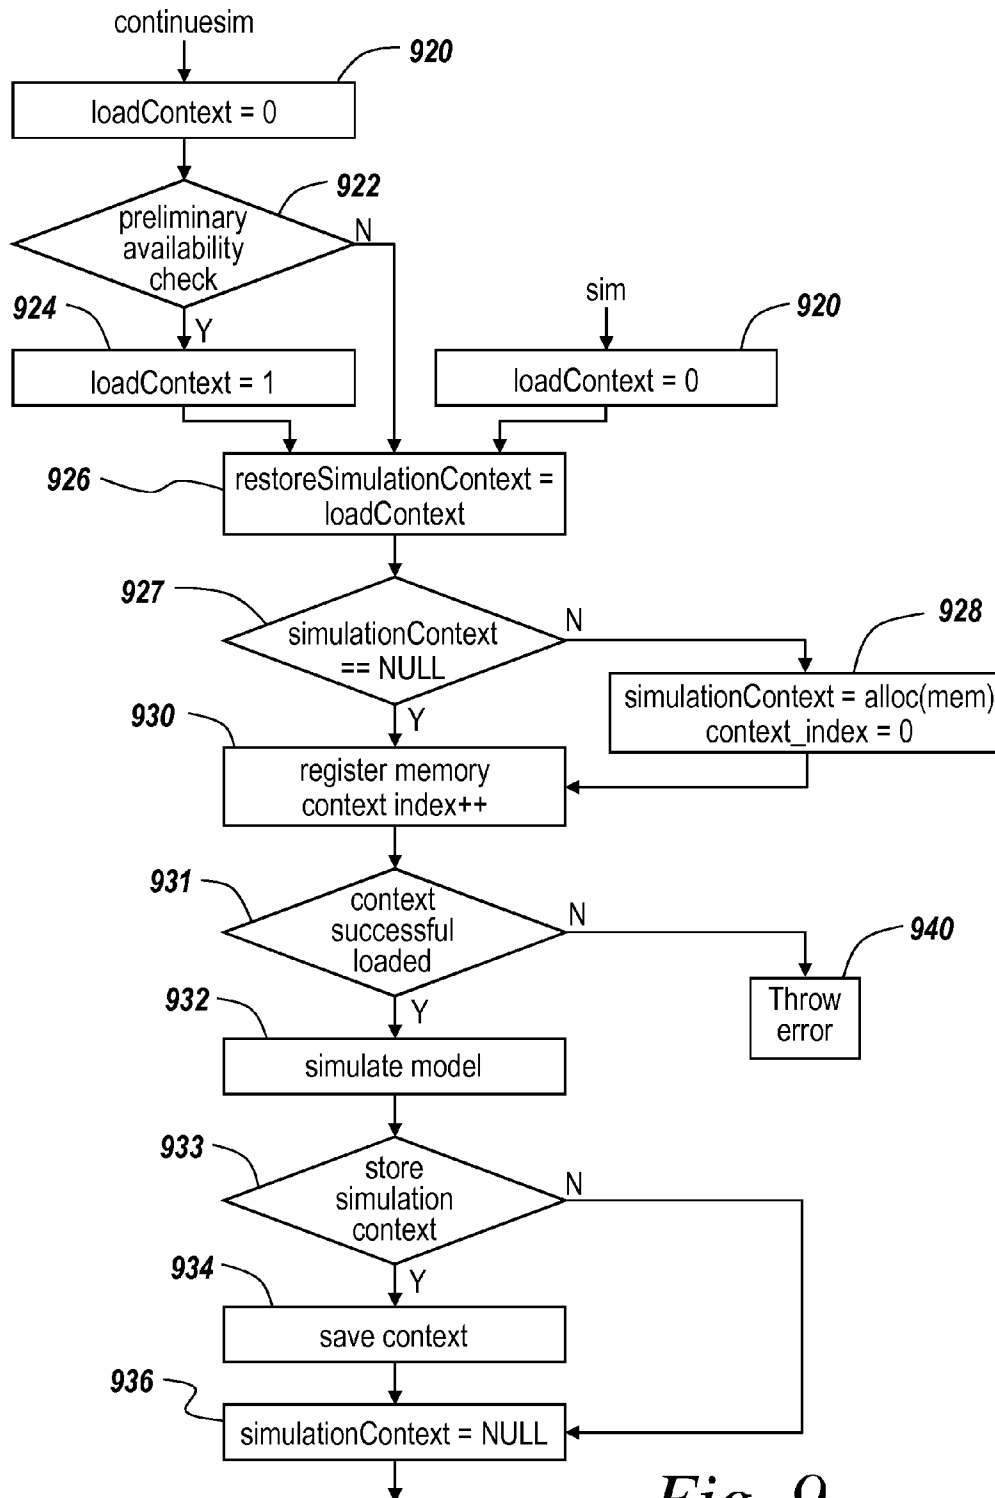 continuesim
920
loadContext = 0
922
preliminary
availability
check
N
924
Y
loadContext = 1
sim
920
loadContext = 0
926
restoreSimulationContext =
loadContext
927
simulationContext
== NULL
N
928
simulationContext = alloc(mem)
context_index = 0
Y
930
register memory
context index++
931
context
successful
loaded
N
940
Throw
error
Y
932
simulate model
933
store
simulation
context
N
Y
934
save context
936
simulationContext = NULL
Fig. 9